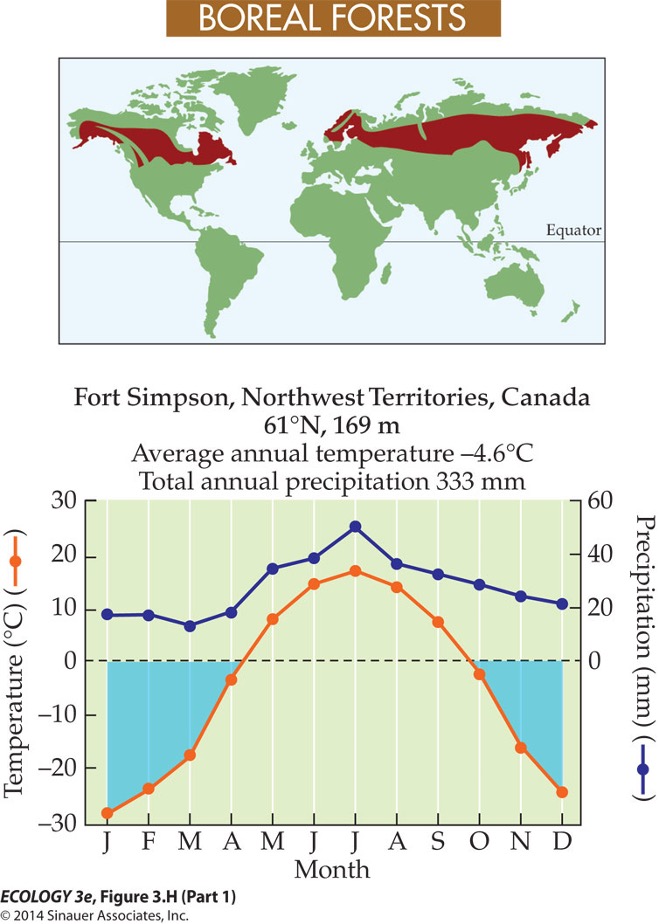 BOREAL FORESTS
Equator
Fort Simpson, Northwest Territories, Canada
61°N, 169 m
Average annual temperature –4.6°C
Total annual precipitation 333 mm
30
20
10
0
–10
–20
–30
Temperature (°C) ( )
60
40
20
0
Precipitation (mm) ( )
J F M A M J J A S O N D
Month
ECOLOGY 3e, Figure 3.H (Part 1)
© 2014 Sinauer Associates, Inc.